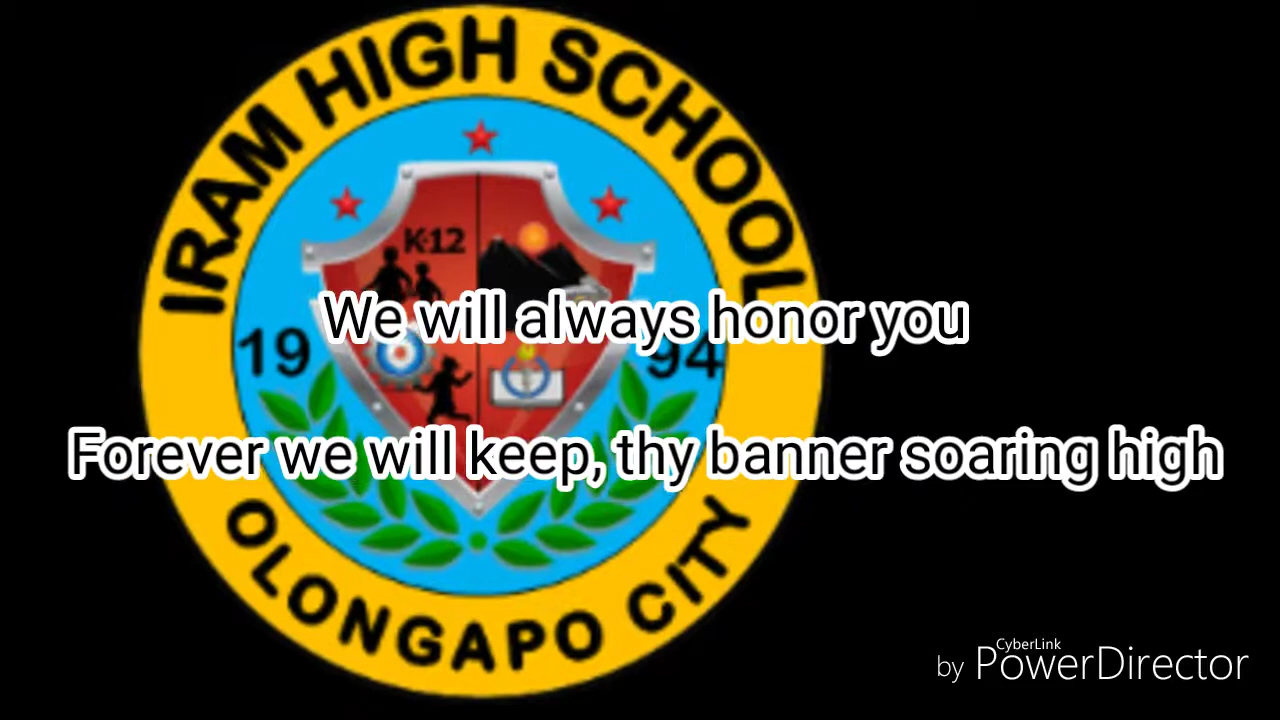 IRAM HIGH SCHOOL
K-12
19 94
We will always honor you
Forever we will keep, thy banner soaring high
OLONGAPO CITY
CyberLink
by PowerDirector